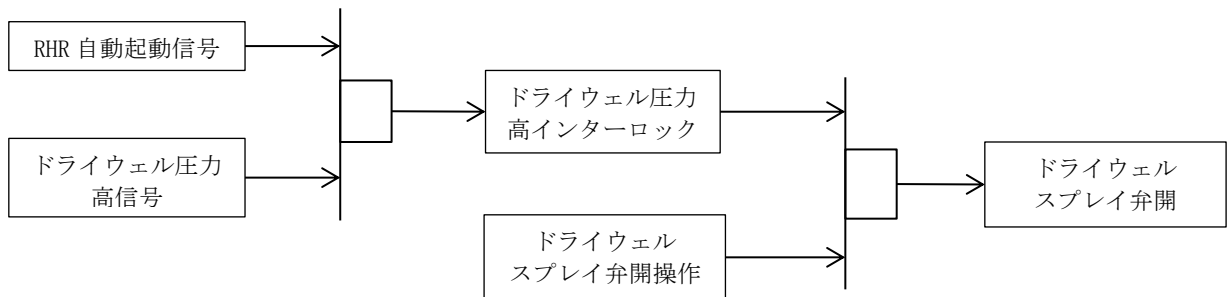 RHR 自動起動信号
ドライウェル圧力
高信号
ドライウェル圧力
高インターロック
ドライウェル
スプレイ弁開操作
ドライウェル
スプレイ弁開